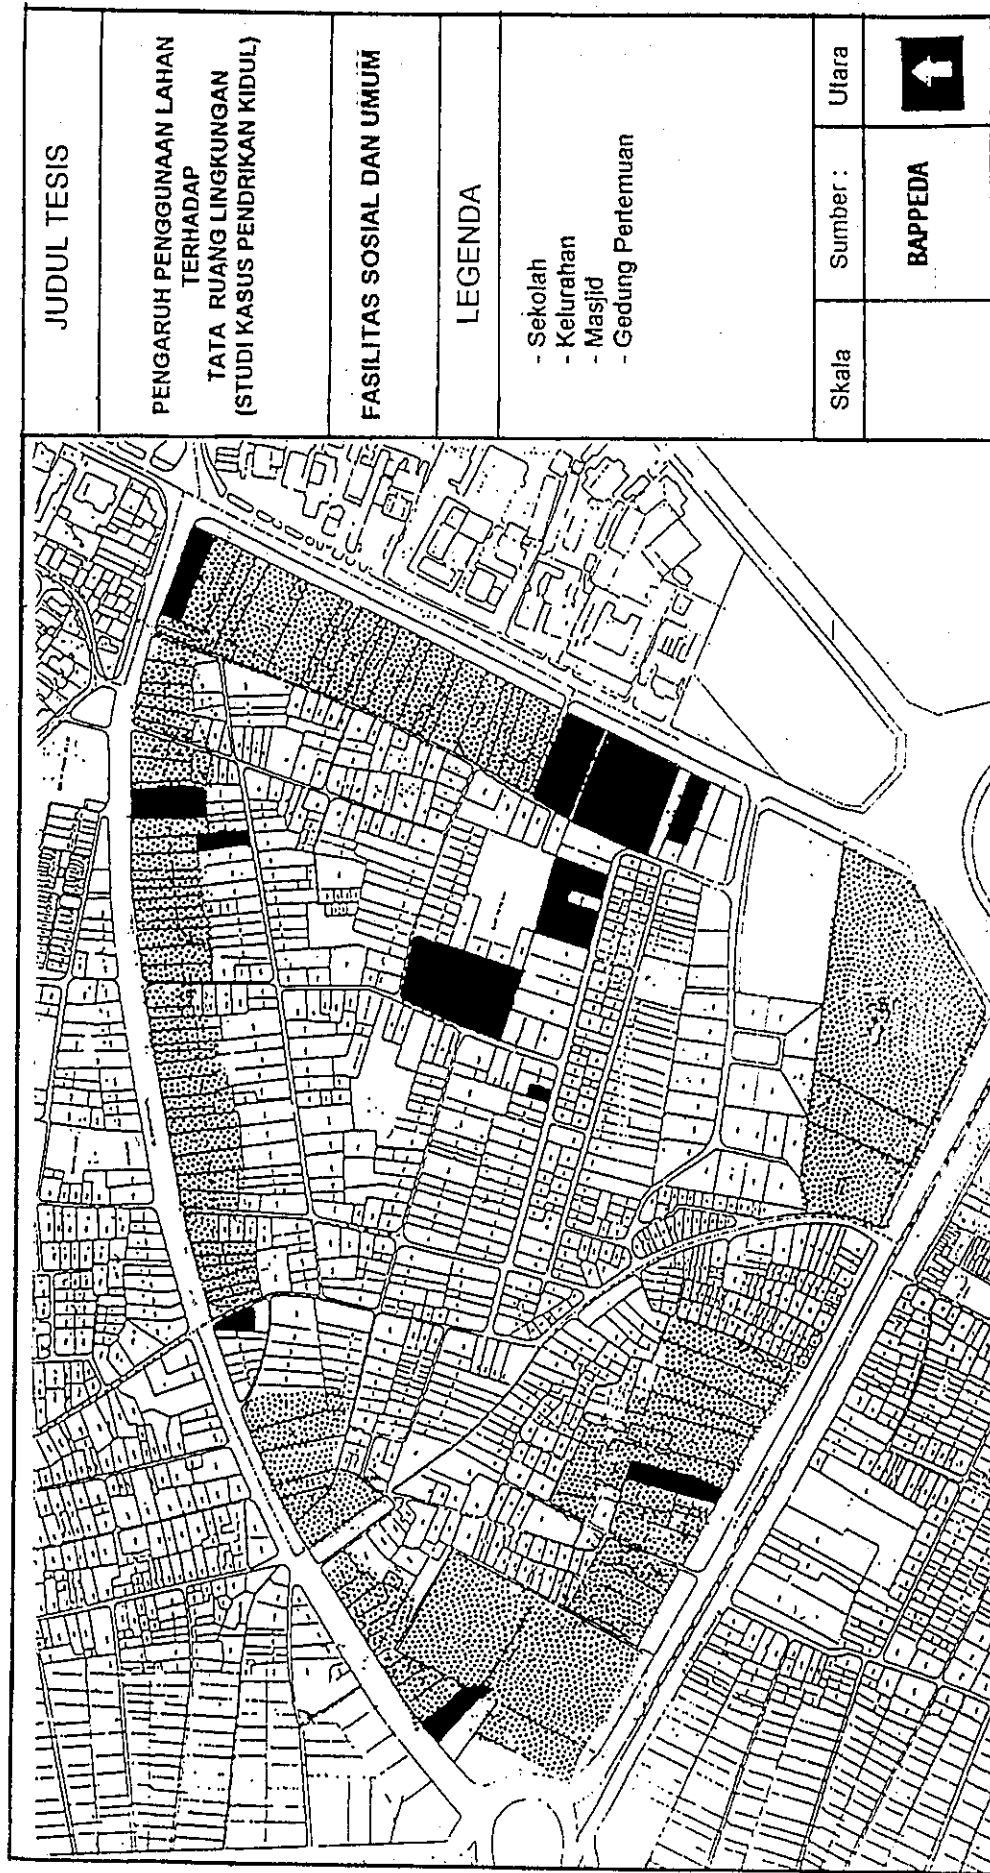 JUDUL TESIS
PENGARUH PENGGUNAAN LAHAN
TERHADAP
TATA RUANG LINGKUNGAN
(STUDI KASUS PENDRIKAN KIDUL)
FASILITAS SOSIAL DAN UMUM
LEGENDA
- Sekolah
- Kelurahan
- Masjid
- Gedung Pertemuan
Skala
Sumber :
Utara
BAPPEDA